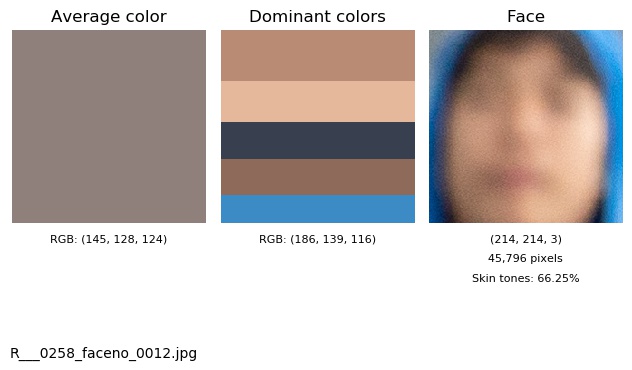 Average color
Dominant colors
Face
RGB: (145, 128, 124)
RGB: (186, 139, 116)
(214, 214, 3)
45,796 pixels
Skin tones: 66.25%
R___0258_faceno_0012.jpg